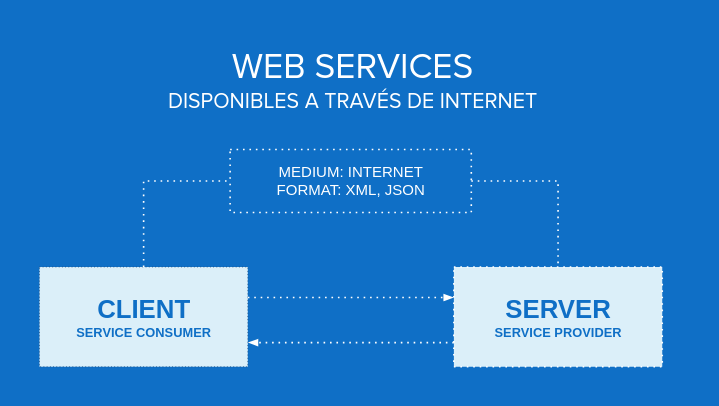 WEB SERVICES
DISPONIBLES A TRAVÉS DE INTERNET
MEDIUM: INTERNET
FORMAT: XML, JSON
CLIENT
SERVICE CONSUMER
SERVER
SERVICE PROVIDER